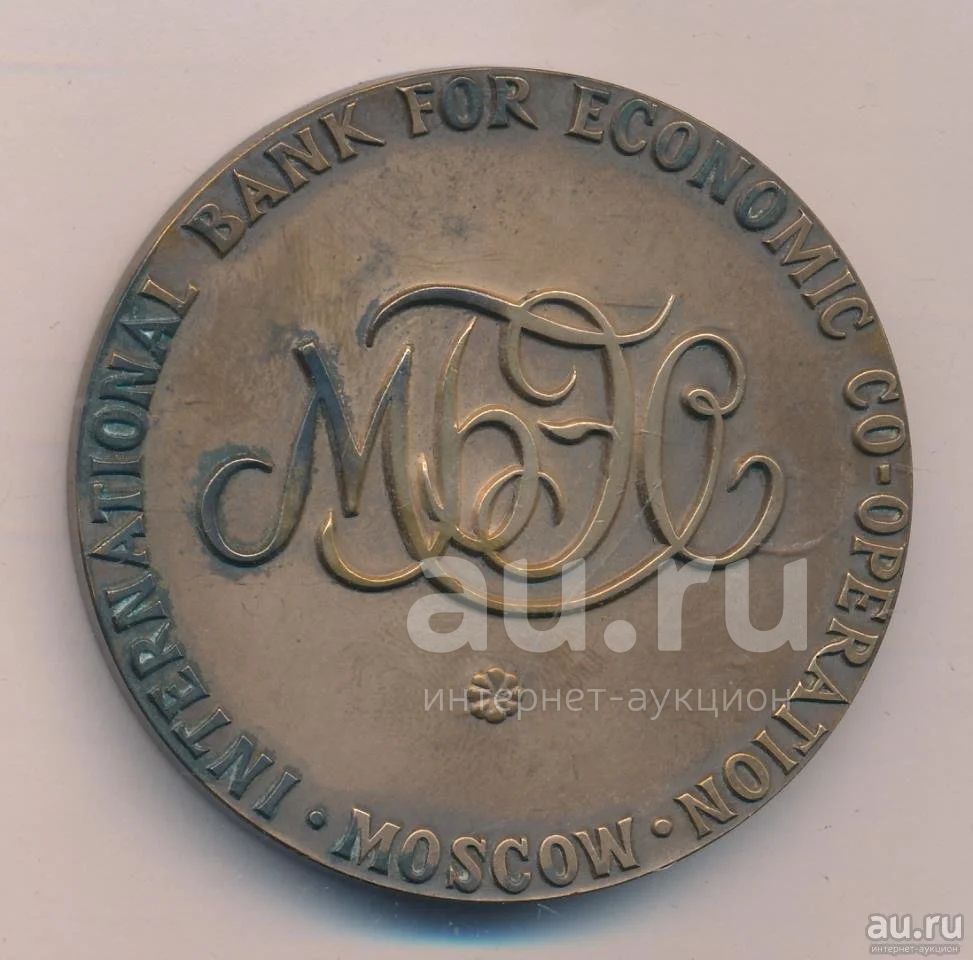 INTERNATIONAL BANK FOR ECONOMIC CO-OPERATION
· MOSCOW ·
МБЭС
au.ru
интернет-аукцион
au.ru
интернет-аукцион